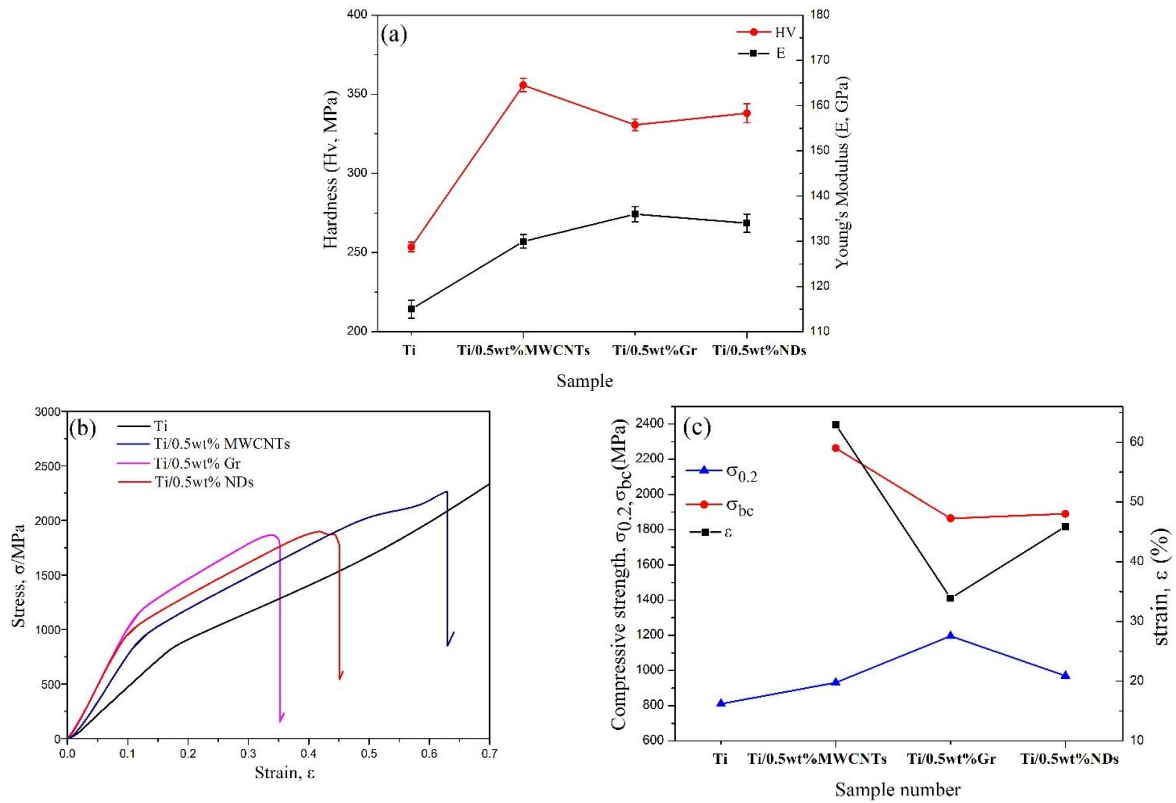 (a)
HV
E
400
350
300
250
200
Hardness (Hv, MPa)
180
170
160
150
140
130
120
110
Young's Modulus (E, GPa)
Ti
Ti/0.5wt%MWCNTs
Ti/0.5wt%Gr
Ti/0.5wt%NDs
Sample
(b)
Ti
Ti/0.5wt% MWCNTs
Ti/0.5wt% Gr
Ti/0.5wt% NDs
3000
2500
2250
2000
1750
1250
1000
750
500
250
0
Stress, σ/MPa
0.0 0.1 0.2 0.3 0.4 0.5 0.6 0.7
Strain, ε
(c)
σ0.2
σbc
ε
2400
2200
2000
1800
1600
1400
1200
1000
800
600
Compressive strength, σ0.2,σbc(MPa)
60
50
40
30
20
10
strain, ε (%)
Ti
Ti/0.5wt%MWCNTs
Ti/0.5wt%Gr
Ti/0.5wt%NDs
Sample number